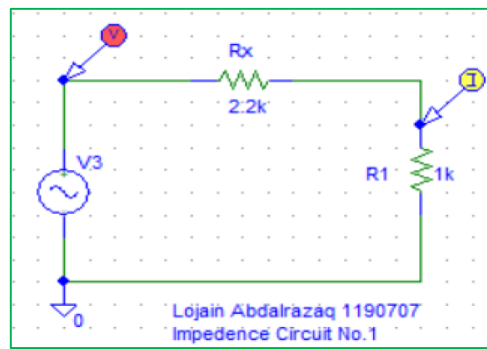 V
Rx
I
2.2k
V3
R1 1k
0
Lojain Abdalrazaq 1190707
Impedence Circuit No.1